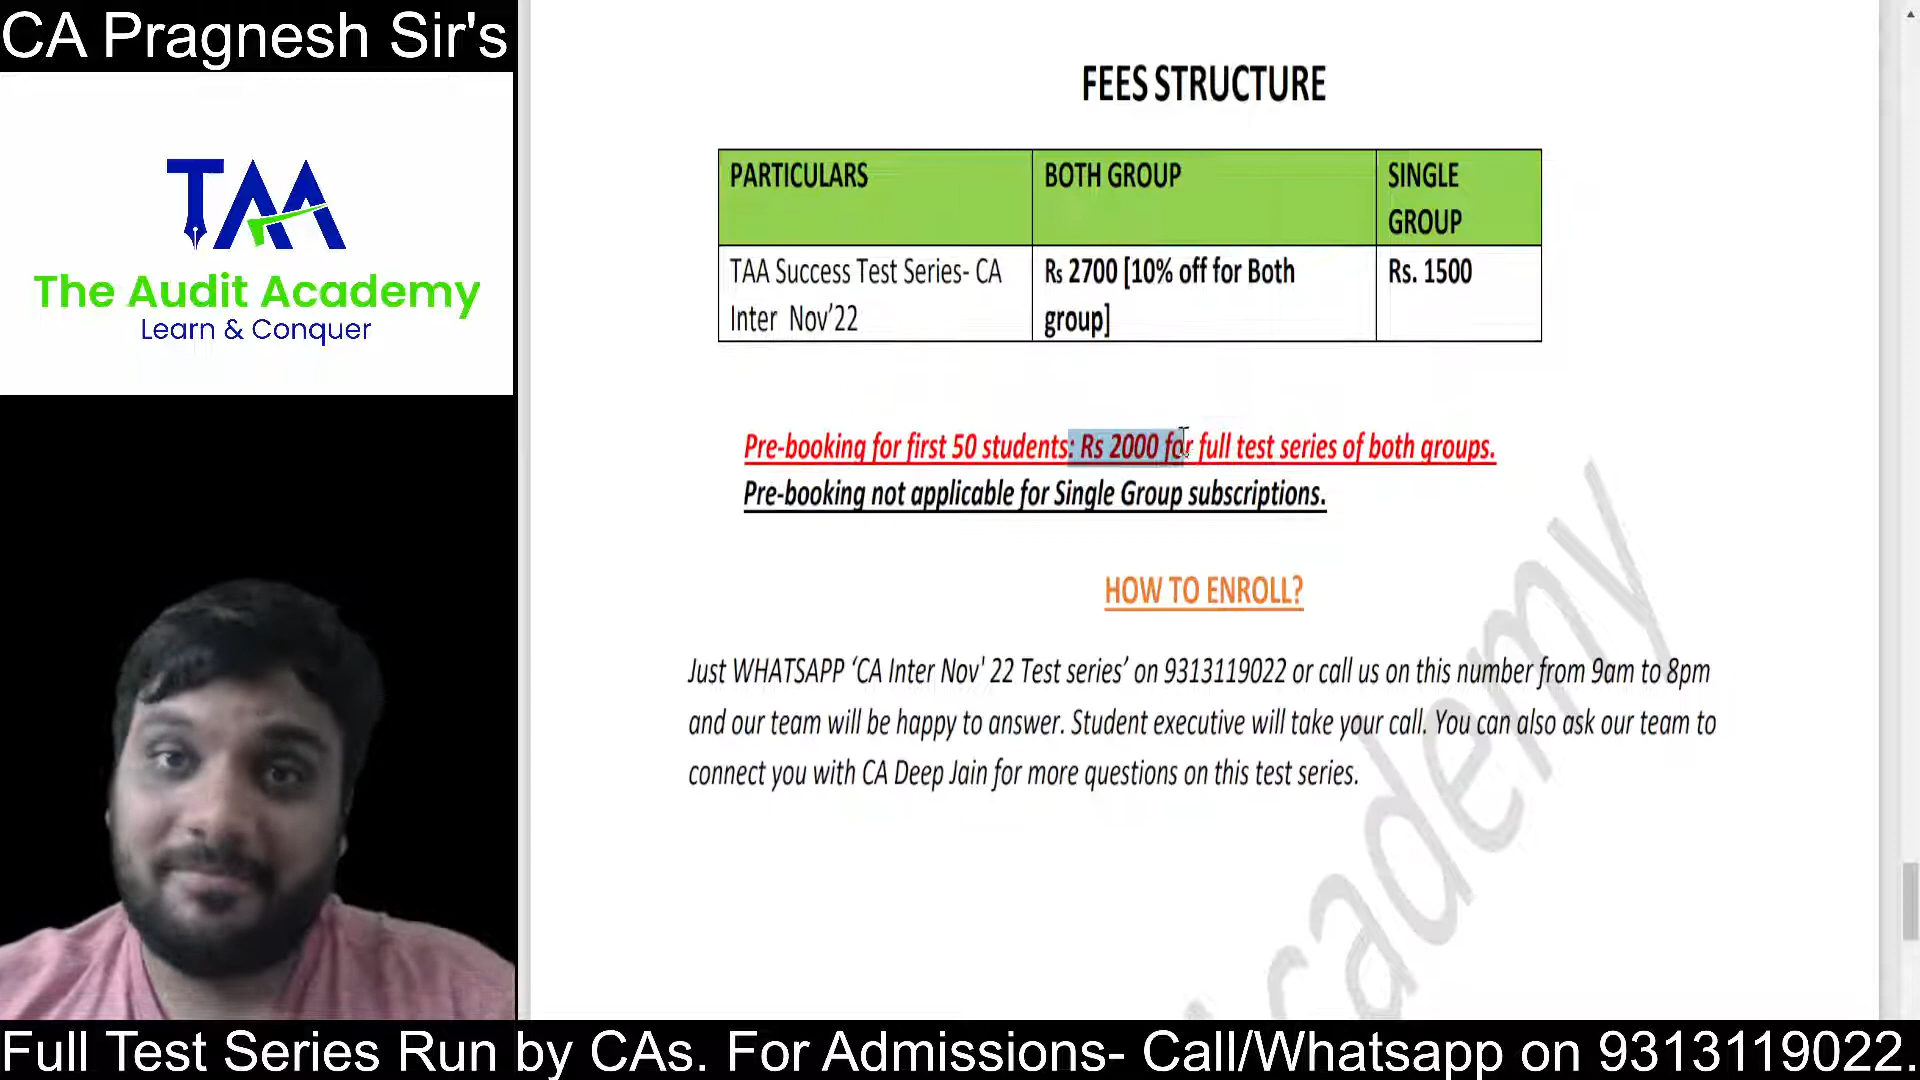 CA Pragnesh Sir's
TAA
The Audit Academy
Learn & Conquer
FEES STRUCTURE
PARTICULARS BOTH GROUP SINGLE GROUP
TAA Success Test Series- CA Inter Nov’22 Rs 2700 [10% off for Both group] Rs. 1500
Pre-booking for first 50 students: Rs 2000 for full test series of both groups.
Pre-booking not applicable for Single Group subscriptions.
HOW TO ENROLL?
Just WHATSAPP ‘CA Inter Nov' 22 Test series’ on 9313119022 or call us on this number from 9am to 8pm
and our team will be happy to answer. Student executive will take your call. You can also ask our team to
connect you with CA Deep Jain for more questions on this test series.
cademy
Full Test Series Run by CAs. For Admissions- Call/Whatsapp on 9313119022.